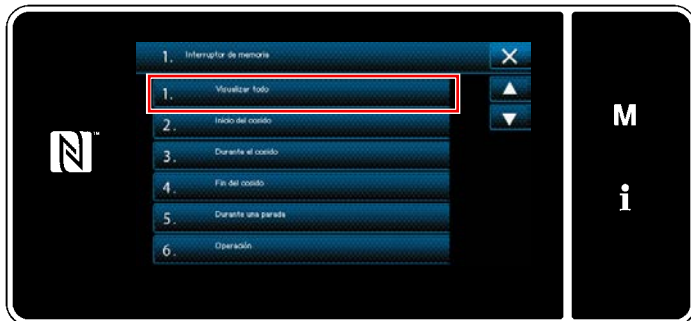 1. Interruptor de memoria
1. Visualizar todo
2. Inicio del cosido
3. Durante el cosido
4. Fin del cosido
5. Durante una parada
6. Operación
M
i